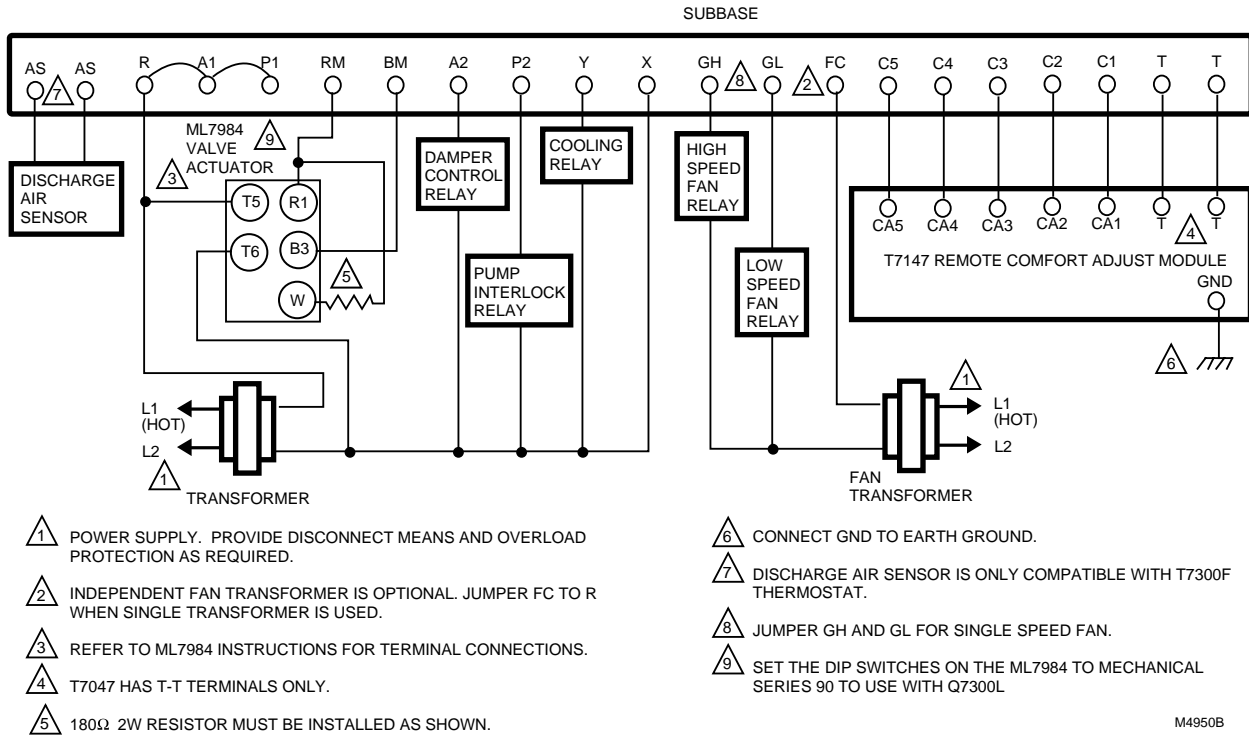 SUBBASE
AS AS R A1 P1 RM BM A2 P2 Y X GH GL FC C5 C4 C3 C2 C1 T T
7 8 2
ML7984
VALVE
ACTUATOR
9
3
DISCHARGE
AIR
SENSOR
T5 R1
T6 B3
W
5
DAMPER
CONTROL
RELAY
PUMP
INTERLOCK
RELAY
COOLING
RELAY
HIGH
SPEED
FAN
RELAY
LOW
SPEED
FAN
RELAY
CA5 CA4 CA3 CA2 CA1 T T
4
T7147 REMOTE COMFORT ADJUST MODULE
GND
6
L1
(HOT)
L2
1
TRANSFORMER
1
L1
(HOT)
L2
FAN
TRANSFORMER
1 POWER SUPPLY. PROVIDE DISCONNECT MEANS AND OVERLOAD
PROTECTION AS REQUIRED.
2 INDEPENDENT FAN TRANSFORMER IS OPTIONAL. JUMPER FC TO R
WHEN SINGLE TRANSFORMER IS USED.
3 REFER TO ML7984 INSTRUCTIONS FOR TERMINAL CONNECTIONS.
4 T7047 HAS T-T TERMINALS ONLY.
5 180Ω 2W RESISTOR MUST BE INSTALLED AS SHOWN.
6 CONNECT GND TO EARTH GROUND.
7 DISCHARGE AIR SENSOR IS ONLY COMPATIBLE WITH T7300F
THERMOSTAT.
8 JUMPER GH AND GL FOR SINGLE SPEED FAN.
9 SET THE DIP SWITCHES ON THE ML7984 TO MECHANICAL
SERIES 90 TO USE WITH Q7300L
M4950B